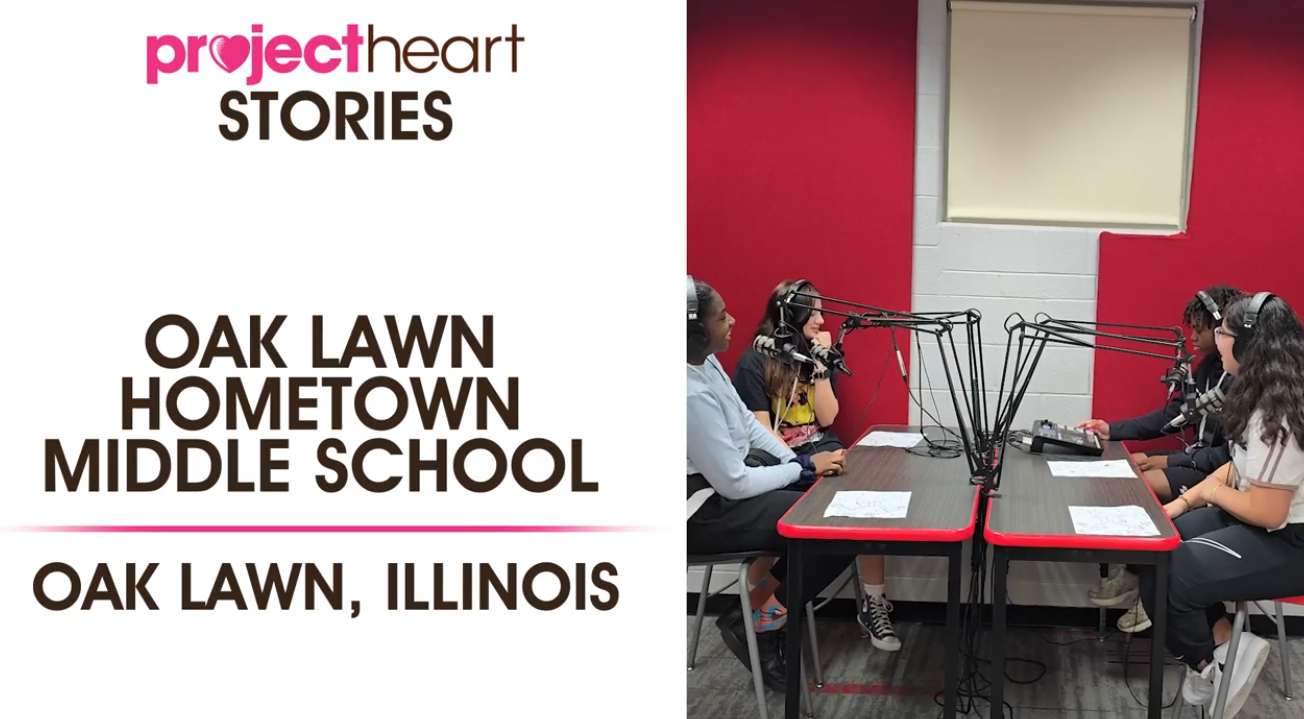 projectheart
STORIES
OAK LAWN
HOMETOWN
MIDDLE SCHOOL
OAK LAWN, ILLINOIS